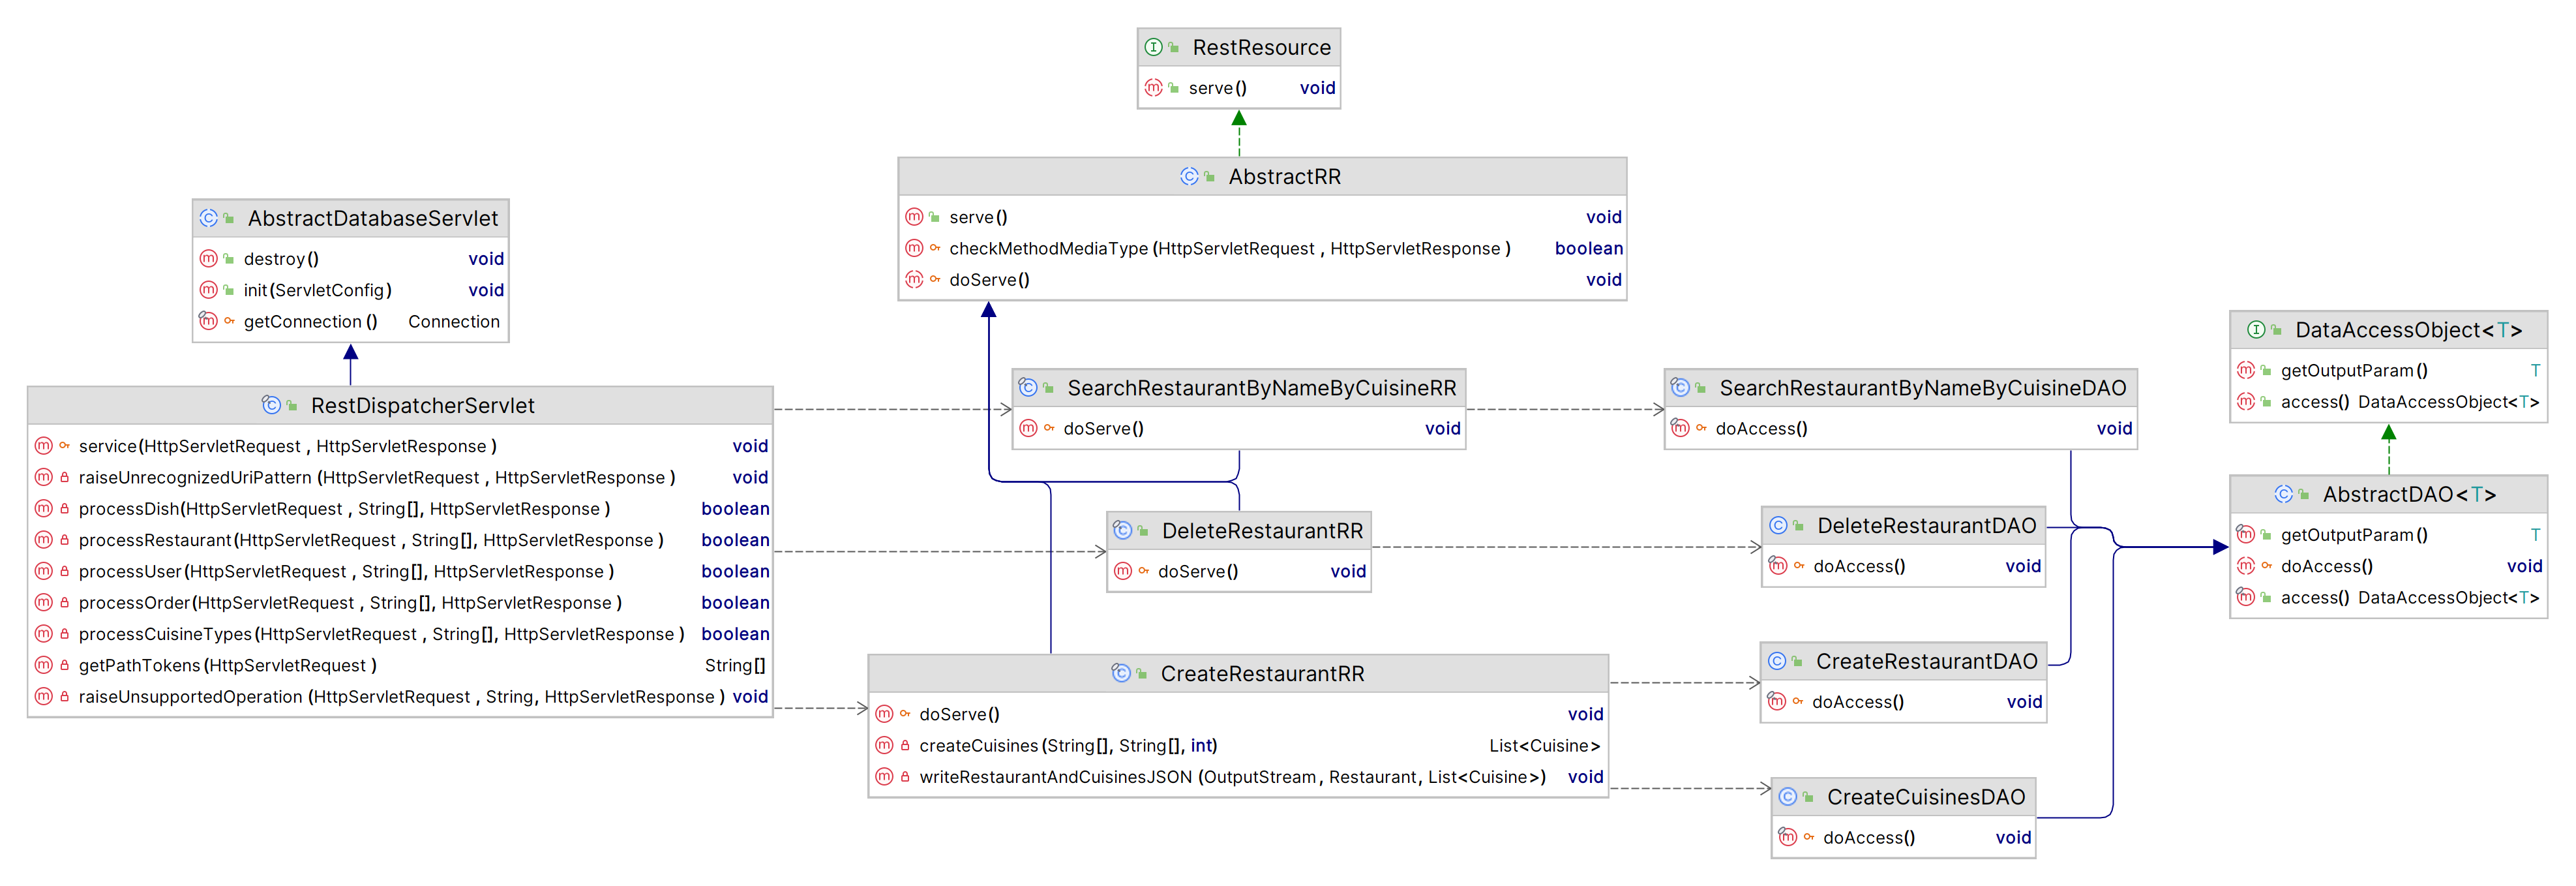 RestResource
serve() void
AbstractRR
serve() void
checkMethodMediaType(HttpServletRequest, HttpServletResponse) boolean
doServe() void
AbstractDatabaseServlet
destroy() void
init(ServletConfig) void
getConnection() Connection
RestDispatcherServlet
service(HttpServletRequest, HttpServletResponse) void
raiseUnrecognizedUriPattern(HttpServletRequest, HttpServletResponse) void
processDish(HttpServletRequest, String[], HttpServletResponse) boolean
processRestaurant(HttpServletRequest, String[], HttpServletResponse) boolean
processUser(HttpServletRequest, String[], HttpServletResponse) boolean
processOrder(HttpServletRequest, String[], HttpServletResponse) boolean
processCuisineTypes(HttpServletRequest, String[], HttpServletResponse) boolean
getPathTokens(HttpServletRequest) String[]
raiseUnsupportedOperation(HttpServletRequest, String, HttpServletResponse) void
SearchRestaurantByNameByCuisineRR
doServe() void
DeleteRestaurantRR
doServe() void
CreateRestaurantRR
doServe() void
createCuisines(String[], String[], int) List<Cuisine>
writeRestaurantAndCuisinesJSON(OutputStream, Restaurant, List<Cuisine>) void
SearchRestaurantByNameByCuisineDAO
doAccess() void
DeleteRestaurantDAO
doAccess() void
CreateRestaurantDAO
doAccess() void
CreateCuisinesDAO
doAccess() void
DataAccessObject<T>
getOutputParam() T
access() DataAccessObject<T>
AbstractDAO<T>
getOutputParam() T
doAccess() void
access() DataAccessObject<T>